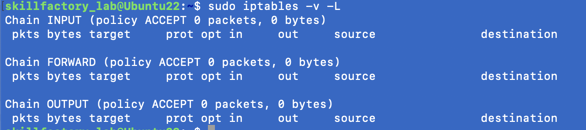 skillfactory_lab@Ubuntu22:~$ sudo iptables -v -L
Chain INPUT (policy ACCEPT 0 packets, 0 bytes)
 pkts bytes target     prot opt in     out     source               destination

Chain FORWARD (policy ACCEPT 0 packets, 0 bytes)
 pkts bytes target     prot opt in     out     source               destination

Chain OUTPUT (policy ACCEPT 0 packets, 0 bytes)
 pkts bytes target     prot opt in     out     source               destination
skillfactory_lab@Ubuntu22:~$